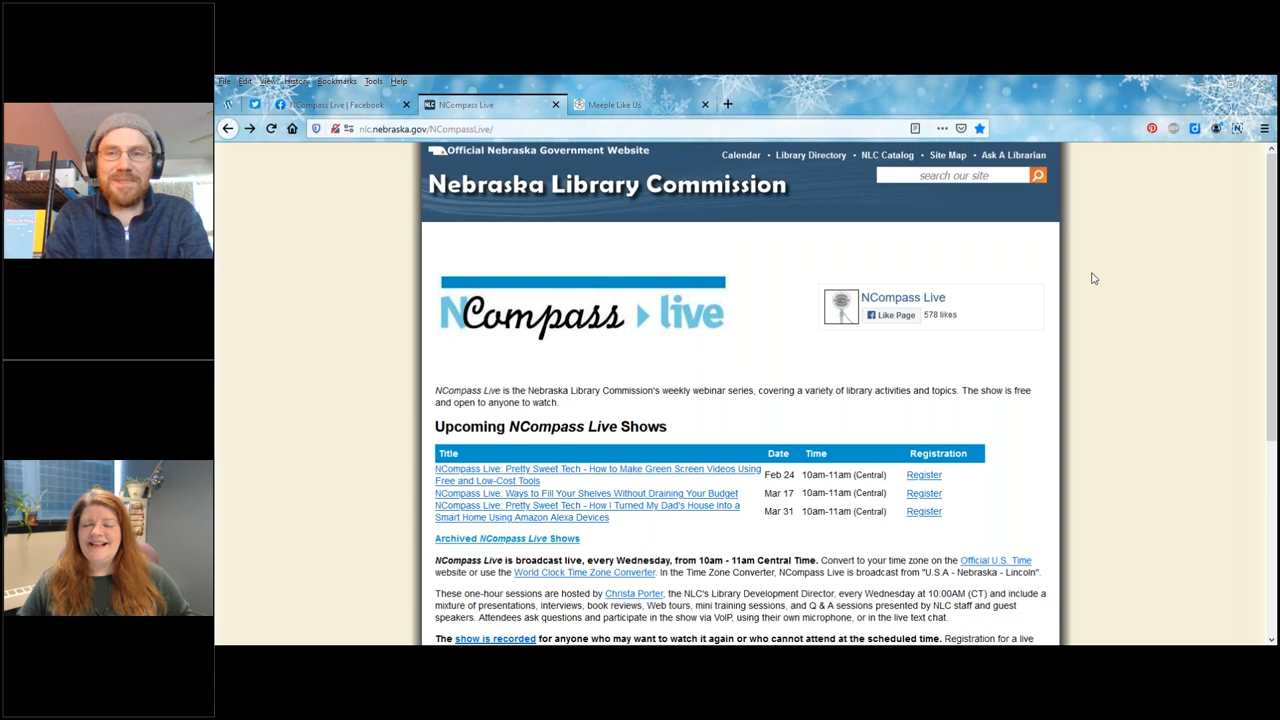 File Edit View History Bookmarks Tools Help
NCompass Live | Facebook
NLC NCompass Live
Meeple Like Us
nlc.nebraska.gov/NCompassLive/
Official Nebraska Government Website
Calendar • Library Directory • NLC Catalog • Site Map • Ask A Librarian
Nebraska Library Commission
search our site
NCompass live
NCompass Live
Like Page 578 likes
NCompass Live is the Nebraska Library Commission's weekly webinar series, covering a variety of library activities and topics. The show is free
and open to anyone to watch.
Upcoming NCompass Live Shows
Title Date Time Registration
NCompass Live: Pretty Sweet Tech - How to Make Green Screen Videos Using
Free and Low-Cost Tools
Feb 24 10am-11am (Central) Register
NCompass Live: Ways to Fill Your Shelves Without Draining Your Budget Mar 17 10am-11am (Central) Register
NCompass Live: Pretty Sweet Tech - How I Turned My Dad's House into a
Smart Home Using Amazon Alexa Devices
Mar 31 10am-11am (Central) Register
Archived NCompass Live Shows
NCompass Live is broadcast live, every Wednesday, from 10am - 11am Central Time. Convert to your time zone on the Official U.S. Time
website or use the World Clock Time Zone Converter. In the Time Zone Converter, NCompass Live is broadcast from "U.S.A - Nebraska - Lincoln".
These one-hour sessions are hosted by Christa Porter, the NLC's Library Development Director, every Wednesday at 10:00AM (CT) and include a
mixture of presentations, interviews, book reviews, Web tours, mini training sessions, and Q & A sessions presented by NLC staff and guest
speakers. Attendees ask questions and participate in the show via VoIP, using their own microphone, or in the live text chat.
The show is recorded for anyone who may want to watch it again or who cannot attend at the scheduled time. Registration for a live